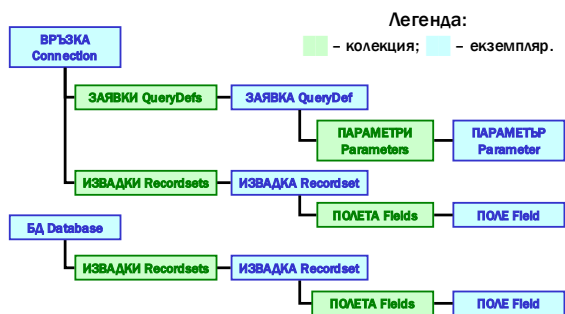 Легенда:
– колекция; – екземпляр.
ВРЪЗКА
Connection
ЗАЯВКИ QueryDefs
ЗАЯВКА QueryDef
ПАРАМЕТРИ
Parameters
ПАРАМЕТЪР
Parameter
ИЗВАДКИ Recordsets
ИЗВАДКА Recordset
ПОЛЕТА Fields
ПОЛЕ Field
БД Database
ИЗВАДКИ Recordsets
ИЗВАДКА Recordset
ПОЛЕТА Fields
ПОЛЕ Field